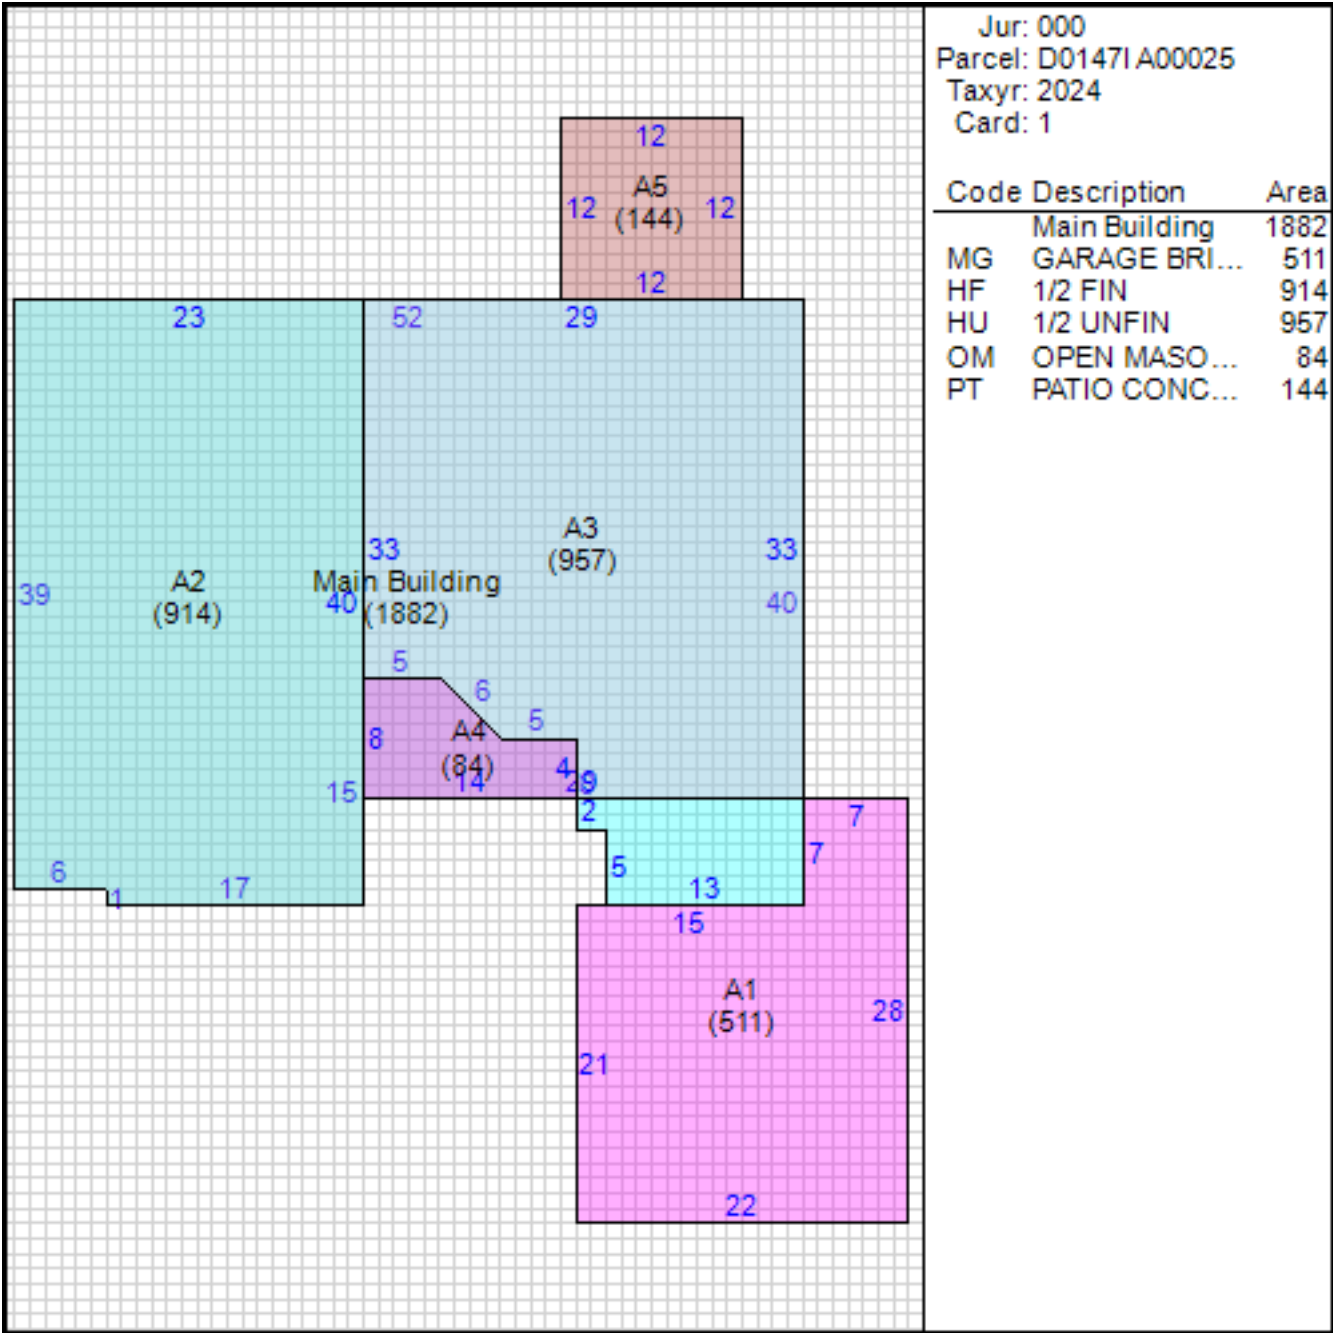 Jur: 000
Parcel: D0147I A00025
Taxyr: 2024
Card: 1
Code Description Area
Main Building 1882
MG GARAGE BRI... 511
HF 1/2 FIN 914
HU 1/2 UNFIN 957
OM OPEN MASO... 84
PT PATIO CONC... 144
12
A5
12 (144) 12
12
23 52 29
A3
(957)
33 33
A2 Main Building
39 (914) 40 (1882) 40
5
6
5
A4
8 (84) 4
15 14 9
2 7
7
5
6 13
1 17
15
A1
(511)
28
21
22